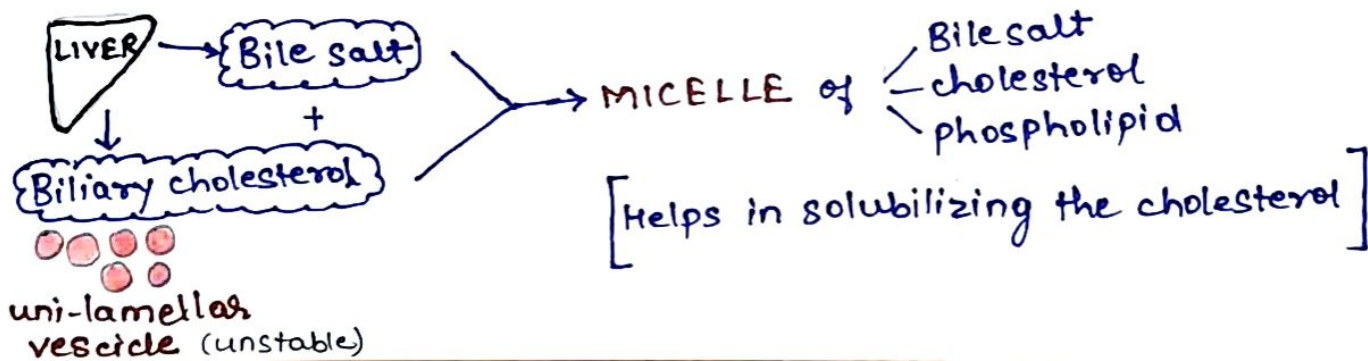 LIVER
Bile salt
+
Biliary cholesterol
uni-lamellar
vescicle (unstable)
MICELLE of
Bile salt
cholesterol
phospholipid
[Helps in solubilizing the cholesterol]